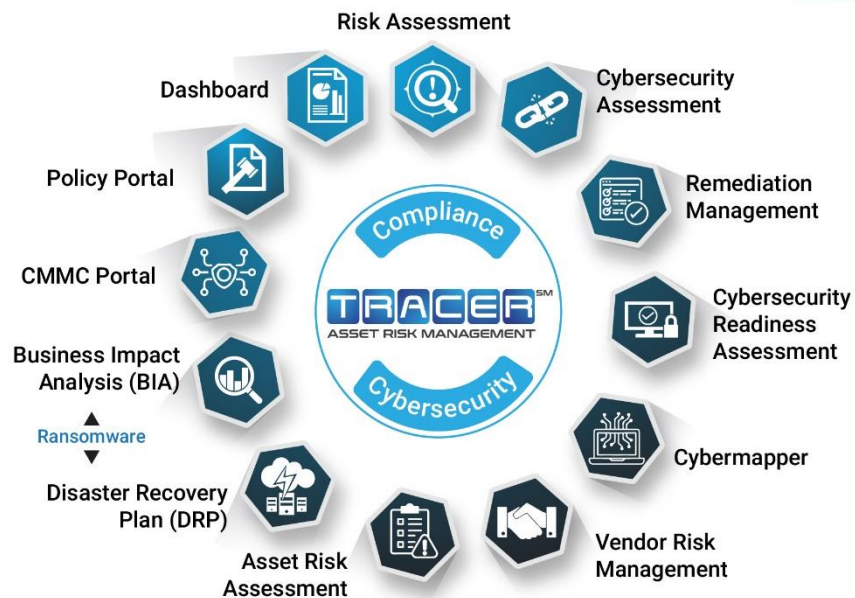 Risk Assessment
Dashboard
Cybersecurity
Assessment
Policy Portal
Remediation
Management
Compliance
CMMC Portal
TRACER SM
ASSET RISK MANAGEMENT
Cybersecurity
Readiness
Assessment
Business Impact
Analysis (BIA)
Cybersecurity
Ransomware
Cybermapper
Disaster Recovery
Plan (DRP)
Vendor Risk
Management
Asset Risk
Assessment